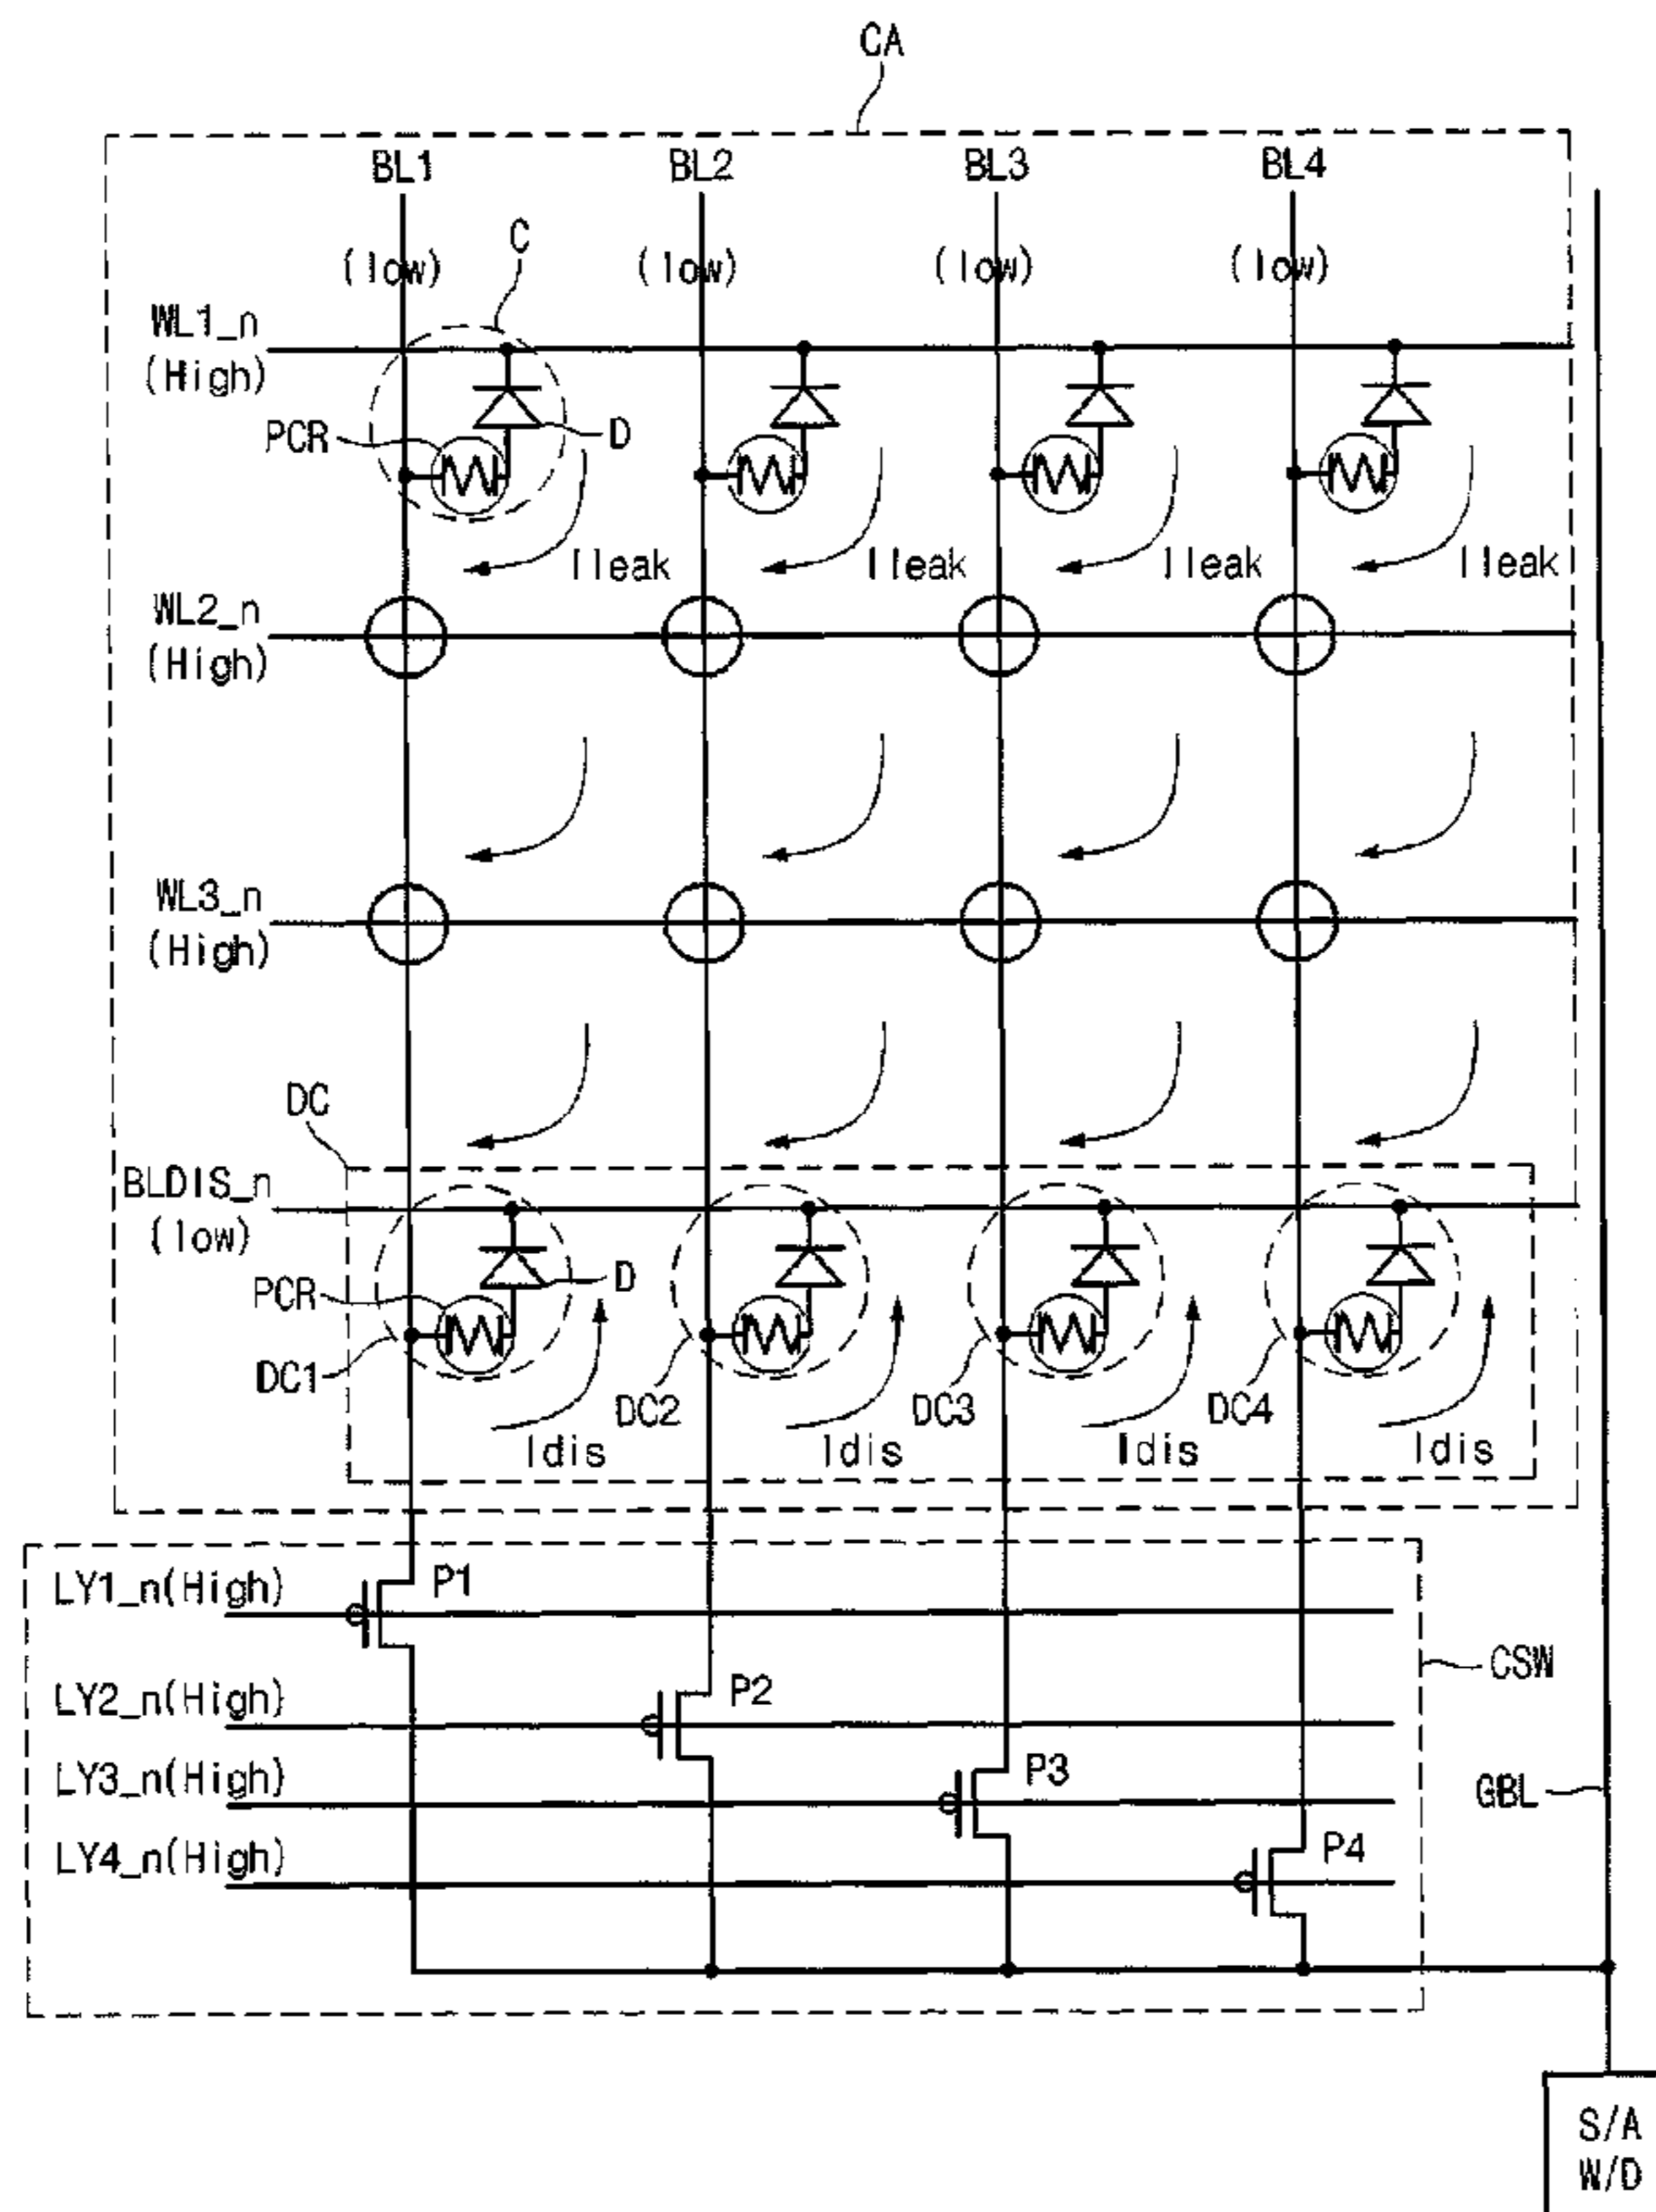 CA
BL1 BL2 BL3 BL4
C
(low) (low) (low) (low)
WL1_n
(High)
PCR D
Ileak Ileak Ileak Ileak
WL2_n
(High)
WL3_n
(High)
DC
BLDIS_n
(low)
PCR D
DC1 DC2 DC3 DC4
Idis Idis Idis Idis
LY1_n(High) P1
CSW
LY2_n(High) P2
LY3_n(High) P3
GBL
LY4_n(High) P4
S/A
W/D